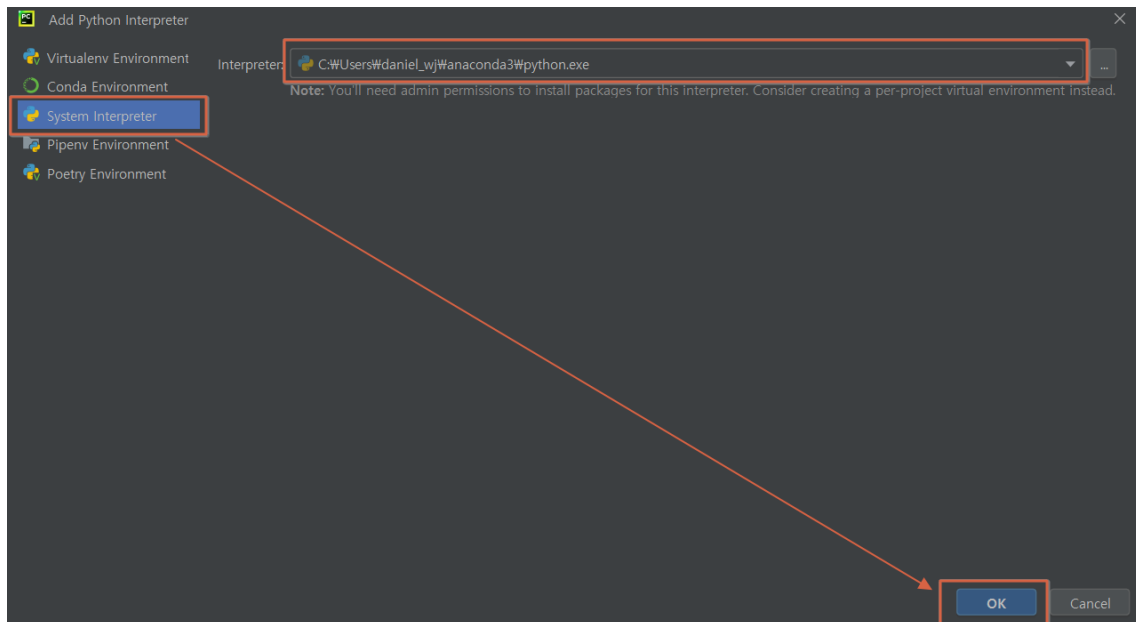 Add Python Interpreter
Virtualenv Environment
Conda Environment
System Interpreter
Pipenv Environment
Poetry Environment
Interpreter: C:₩Users₩daniel_wj₩anaconda3₩python.exe ...
Note: You'll need admin permissions to install packages for this interpreter. Consider creating a per-project virtual environment instead.
OK Cancel